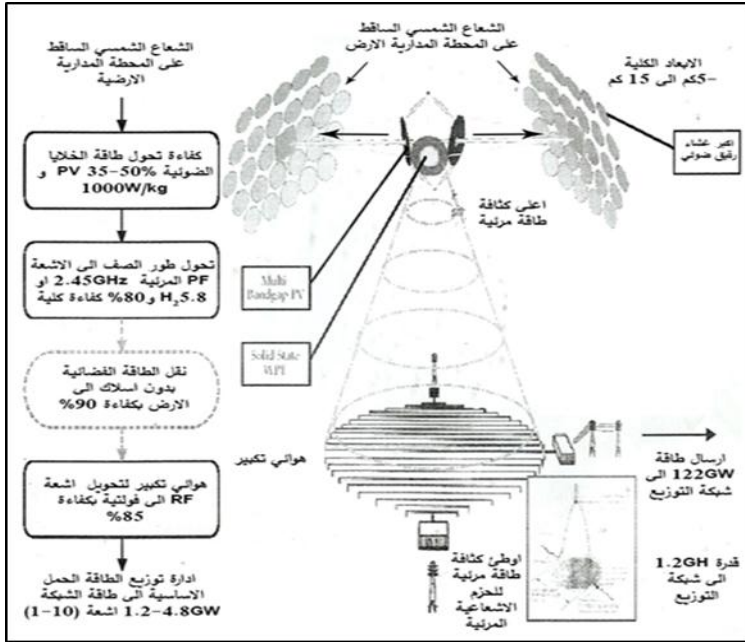 الشعاع الشمسي الساقط
على المحطة المدارية
الارضية
كفاءة تحول طاقة الخلايا
الضوئية PV 35-50% و
1000W/kg
تحول طور الصف الى الاشعة
المرئية PF 2.45GHz او
H₂5.8 و80% كفاءة كلية
نقل الطاقة الفضائية
بدون اسلاك الى
الارض بكفاءة 90%
هوائي تكبير لتحويل اشعة
RF الى فولتية بكفاءة
85%
ادارة توزيع الطاقة الحمل
الاساسية الى طاقة الشبكة
1.2-4.8GW اشعة (10-1)
الشعاع الشمسي الساقط
على المحطة المدارية الارض
الابعاد الكلية
-5كم الى 15 كم
اكبر غشاء
رقيق ضوئي
اعلى كثافة
طاقة مرئية
Multi
Bandgap PV
Solid State
WPT
هوائي تكبير
ارسال طاقة
122GW الى
شبكة التوزيع
اوطئ كثافة
طاقة مرئية
للحزم
الاشعاعية
المرئية
قدرة 1.2GH
الى شبكة
التوزيع